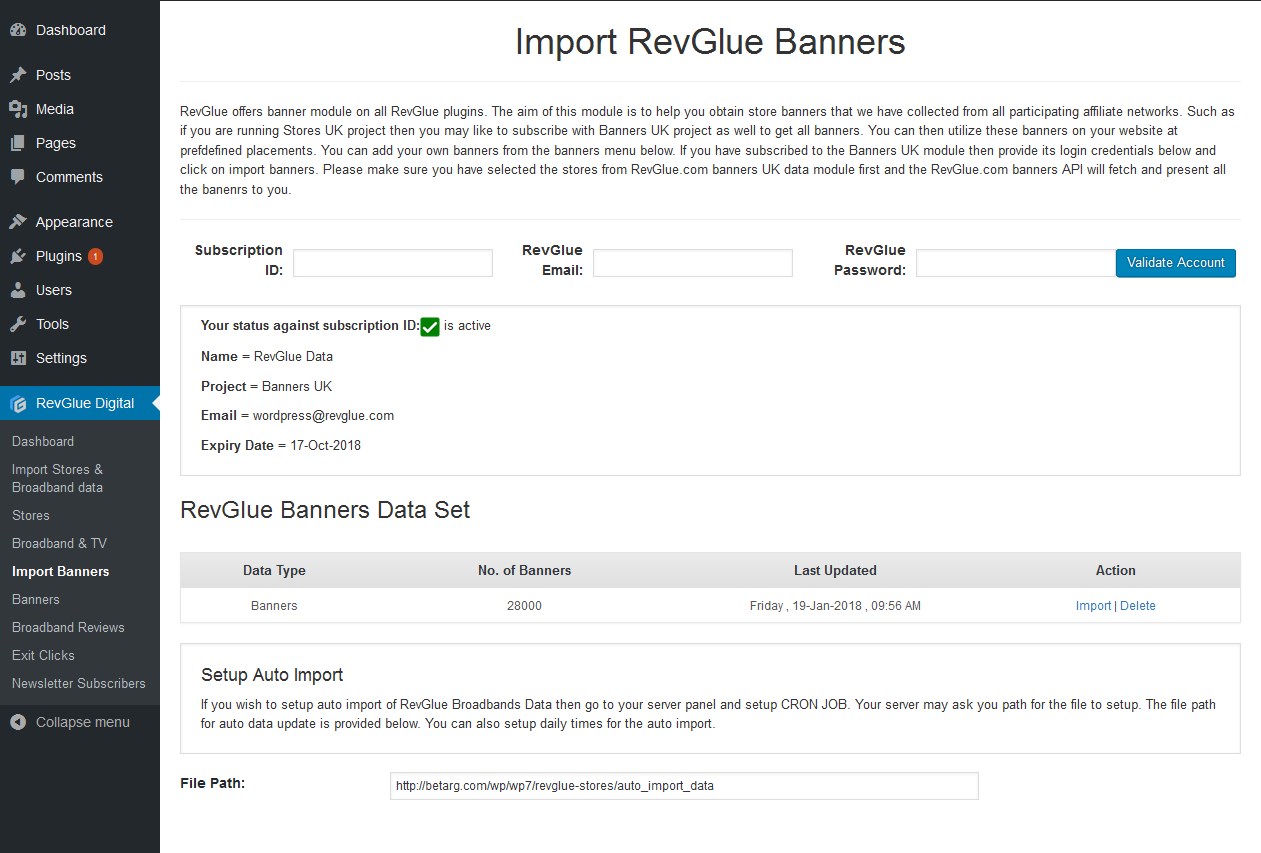 Dashboard
Posts
Media
Pages
Comments
Appearance
Plugins 1
Users
Tools
Settings
RevGlue Digital
Dashboard
Import Stores &
Broadband data
Stores
Broadband & TV
Import Banners
Banners
Broadband Reviews
Exit Clicks
Newsletter Subscribers
Collapse menu
Import RevGlue Banners
RevGlue offers banner module on all RevGlue plugins. The aim of this module is to help you obtain store banners that we have collected from all participating affiliate networks. Such as
if you are running Stores UK project then you may like to subscribe with Banners UK project as well to get all banners. You can then utilize these banners on your website at
prefdefined placements. You can add your own banners from the banners menu below. If you have subscribed to the Banners UK module then provide its login credentials below and
click on import banners. Please make sure you have selected the stores from RevGlue.com banners UK data module first and the RevGlue.com banners API will fetch and present all
the banenrs to you.
Subscription
ID:
RevGlue
Email:
RevGlue
Password:
Validate Account
Your status against subscription ID: is active
Name = RevGlue Data
Project = Banners UK
Email = wordpress@revglue.com
Expiry Date = 17-Oct-2018
RevGlue Banners Data Set
Data Type No. of Banners Last Updated Action
Banners 28000 Friday , 19-Jan-2018 , 09:56 AM Import | Delete
Setup Auto Import
If you wish to setup auto import of RevGlue Broadbands Data then go to your server panel and setup CRON JOB. Your server may ask you path for the file to setup. The file path
for auto data update is provided below. You can also setup daily times for the auto import.
File Path: http://betarg.com/wp/wp7/revglue-stores/auto_import_data